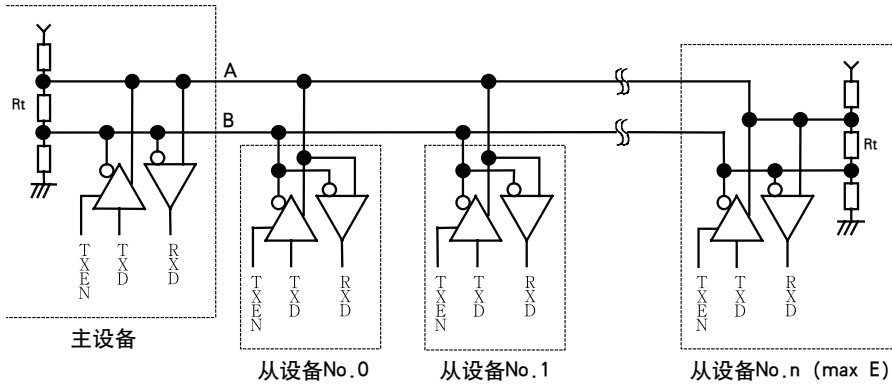 A
Rt
B
Rt
TXEN
TXD
RXD
TXEN
TXD
RXD
TXEN
TXD
RXD
TXEN
TXD
RXD
主设备
从设备No.0
从设备No.1
从设备No.n (max E)